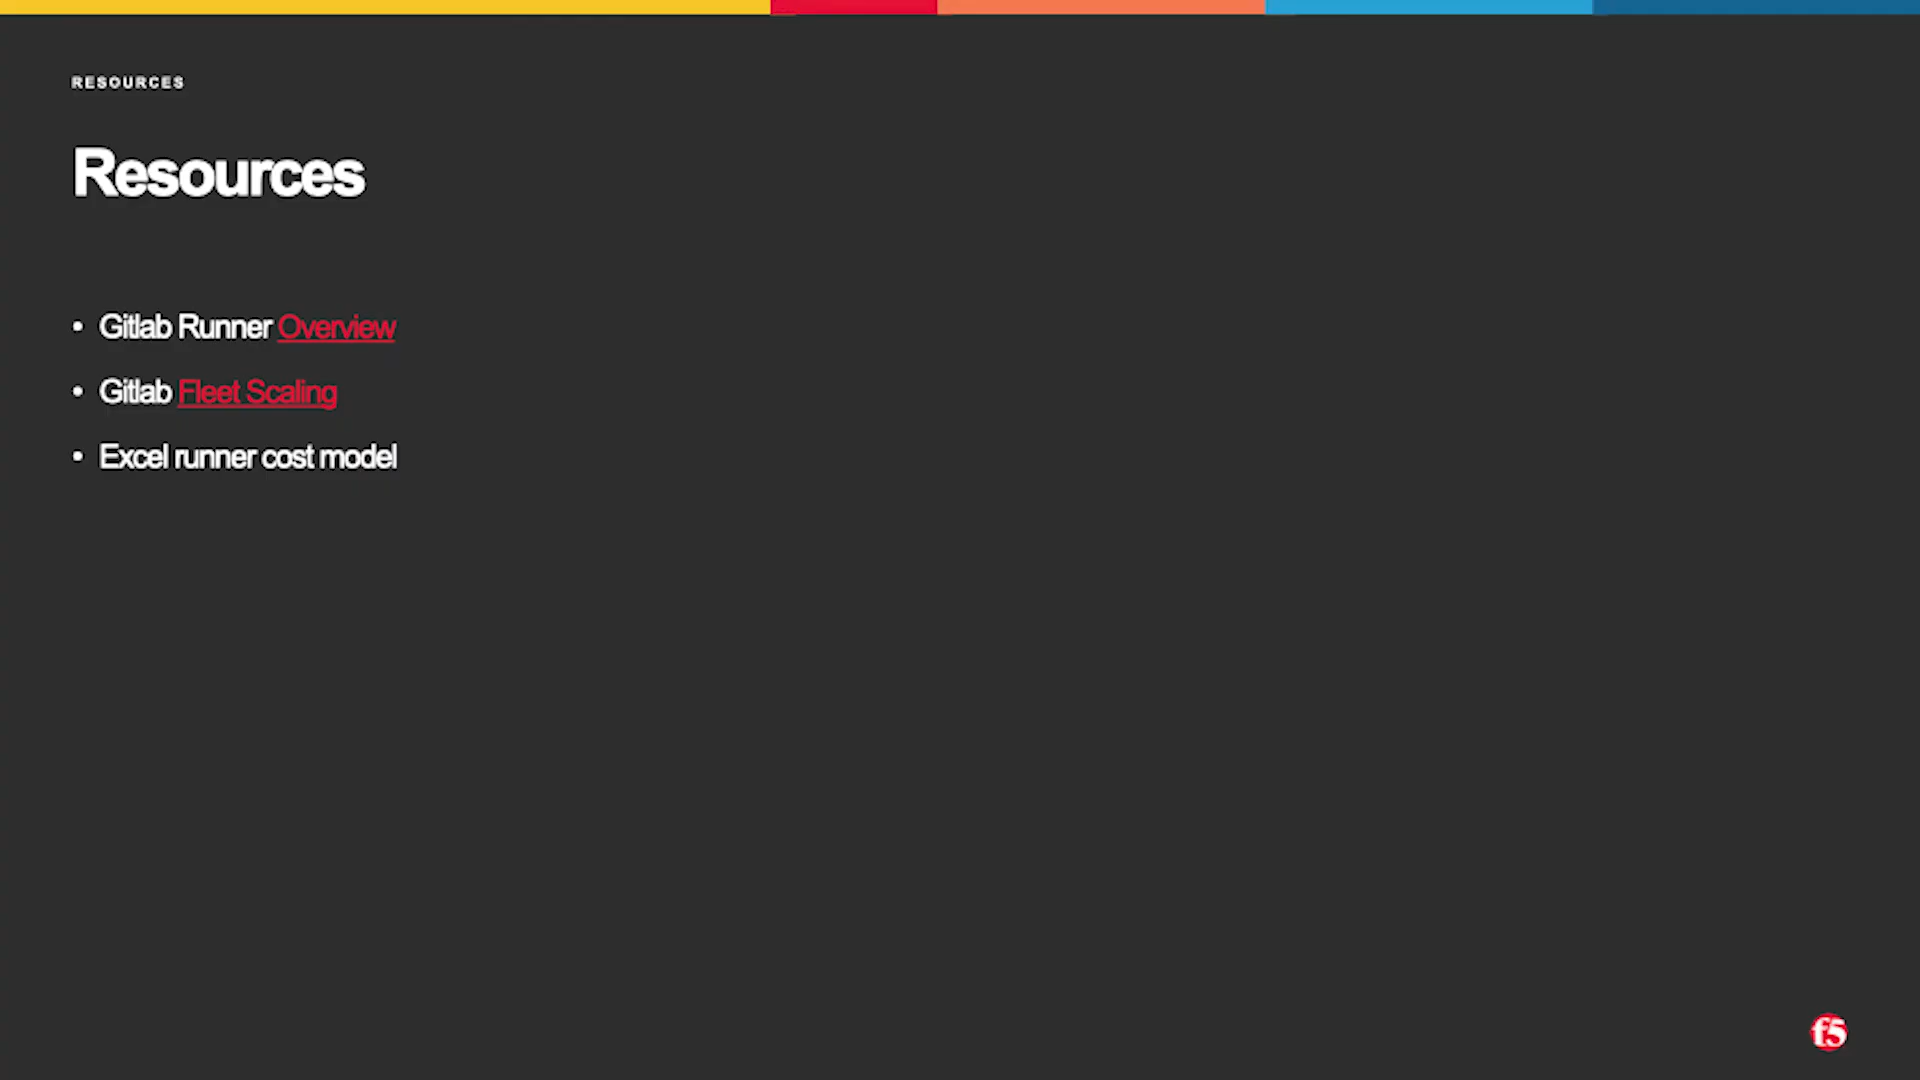 RESOURCES
Resources
• Gitlab Runner Overview
• Gitlab Fleet Scaling
• Excel runner cost model
f5